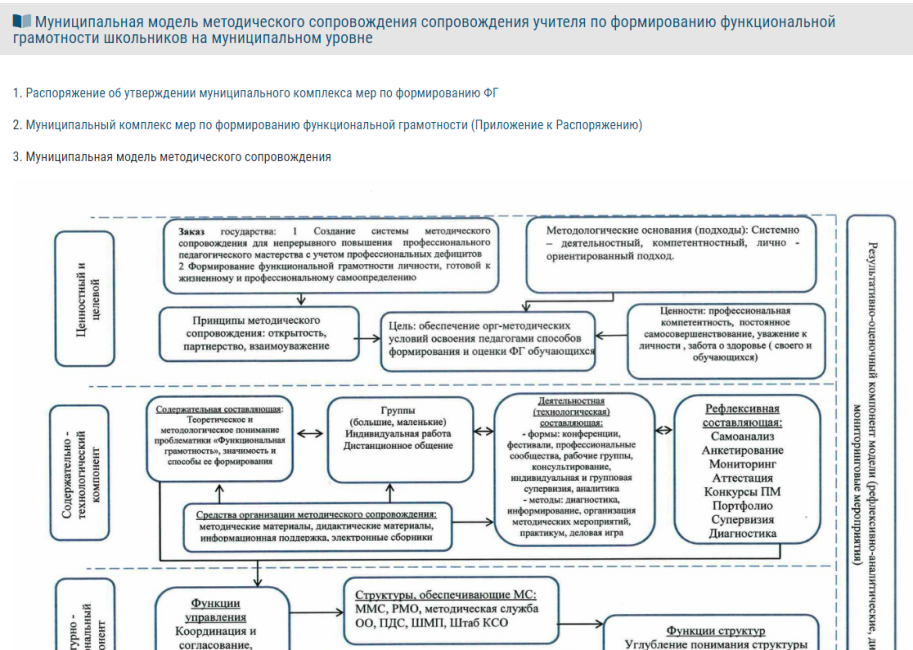 Муниципальная модель методического сопровождения сопровождения учителя по формированию функциональной
грамотности школьников на муниципальном уровне
1. Распоряжение об утверждении муниципального комплекса мер по формированию ФГ
2. Муниципальный комплекс мер по формированию функциональной грамотности (Приложение к Распоряжению)
3. Муниципальная модель методического сопровождения
Ценностный и
целевой
Заказ государства: 1 Создание системы методического
сопровождения для непрерывного повышения профессионального
педагогического мастерства с учетом профессиональных дефицитов
2 Формирование функциональной грамотности личности, готовой к
жизненному и профессиональному самоопределению
Методологические основания (подходы): Системно
– деятельностный, компетентностный, лично -
ориентированный подход.
Принципы методического
сопровождения: открытость,
партнерство, взаимоуважение
Цель: обеспечение орг-методических
условий освоения педагогами способов
формирования и оценки ФГ обучающихся
Ценности: профессиональная
компетентность, постоянное
самосовершенствование, уважение к
личности , забота о здоровье ( своего и
обучающихся)
Содержательно -
технологический
компонент
Содержательная составляющая:
Теоретическое и
методологическое понимание
проблематики «Функциональная
грамотность», значимость и
способы ее формирования
Группы
(большие, маленькие)
Индивидуальная работа
Дистанционное общение
Деятельностная
(технологическая)
составляющая:
- формы: конференции,
фестивали, профессиональные
сообщества, рабочие группы,
консультирование,
индивидуальная и групповая
супервизия, аналитика
- методы: диагностика,
информирование, организация
методических мероприятий,
практикум, деловая игра
Рефлексивная
составляющая:
Самоанализ
Анкетирование
Мониторинг
Аттестация
Конкурсы ПМ
Портфолио
Супервизия
Диагностика
Средства организации методического сопровождения:
методические материалы, дидактические материалы,
информационная поддержка, электронные сборники
Функции
управления
Координация и
согласование,
Структуры, обеспечивающие МС:
ММС, РМО, методическая служба
ОО, ПДС, ШМП, Штаб КСО
Функции структур
Углубление понимания структуры
Результативно-оценочный компонент модели (рефлексивно-аналитические,
мониторинговые мероприятия)